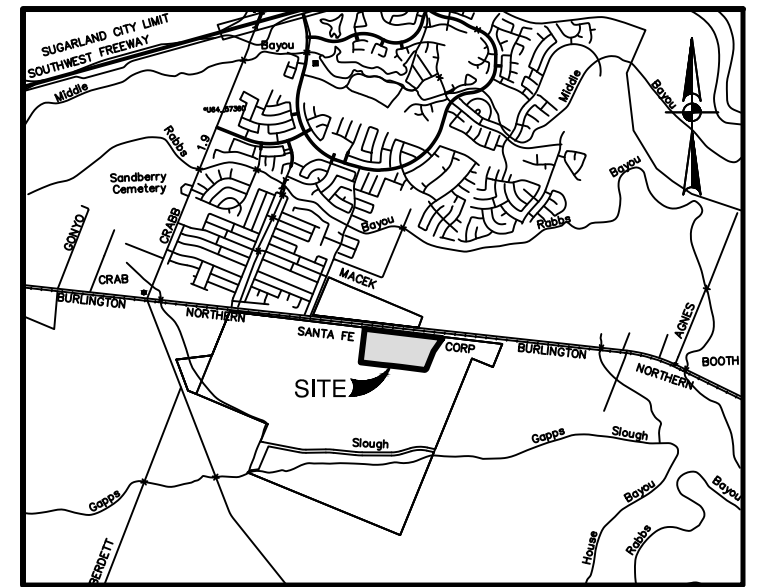 SUGARLAND CITY LIMIT
SOUTHWEST FREEWAY
Bayou
Middle
Middle
Bayou
Rabbs
1.9
Sandberry
Cemetery
Bayou
Rabbs
Bayou
GONYO
CRABB
MACEK
CRAB
BURLINGTON
NORTHERN
SANTA FE
CORP
BURLINGTON
NORTHERN
AGNES
BOOTH
SITE
Slough
Gapps
Slough
Gapps
Bayou
Bayou
House
Rabbs
BERDETT